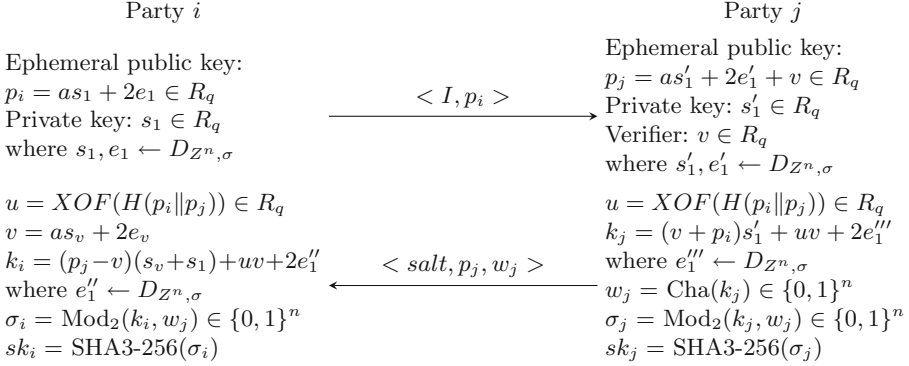 Party i
Party j
Ephemeral public key:
p_i = as_1 + 2e_1 ∈ R_q
Private key: s_1 ∈ R_q
where s_1, e_1 ← D_{Z^n,σ}
< I, p_i >
Ephemeral public key:
p_j = as'_1 + 2e'_1 + v ∈ R_q
Private key: s'_1 ∈ R_q
Verifier: v ∈ R_q
where s'_1, e'_1 ← D_{Z^n,σ}
u = XOF(H(p_i‖p_j)) ∈ R_q
v = as_v + 2e_v
k_i = (p_j−v)(s_v+s_1)+uv+2e''_1
where e''_1 ← D_{Z^n,σ}
σ_i = Mod_2(k_i, w_j) ∈ {0, 1}^n
sk_i = SHA3-256(σ_i)
< salt, p_j, w_j >
u = XOF(H(p_i‖p_j)) ∈ R_q
k_j = (v + p_i)s'_1 + uv + 2e'''_1
where e'''_1 ← D_{Z^n,σ}
w_j = Cha(k_j) ∈ {0, 1}^n
σ_j = Mod_2(k_j, w_j) ∈ {0, 1}^n
sk_j = SHA3-256(σ_j)